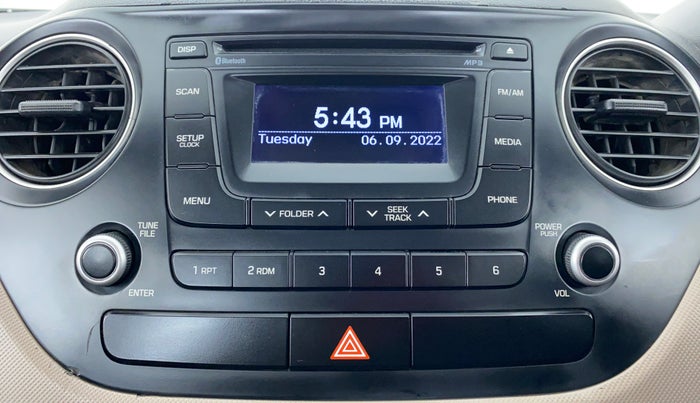 DISP
Bluetooth
MP3
SCAN
FM/AM
5:43 PM
Tuesday 06.09.2022
SETUP
CLOCK
MEDIA
MENU
FOLDER
SEEK
TRACK
PHONE
TUNE
FILE
POWER
PUSH
1 RPT
2 RDM
3
4
5
6
ENTER
VOL